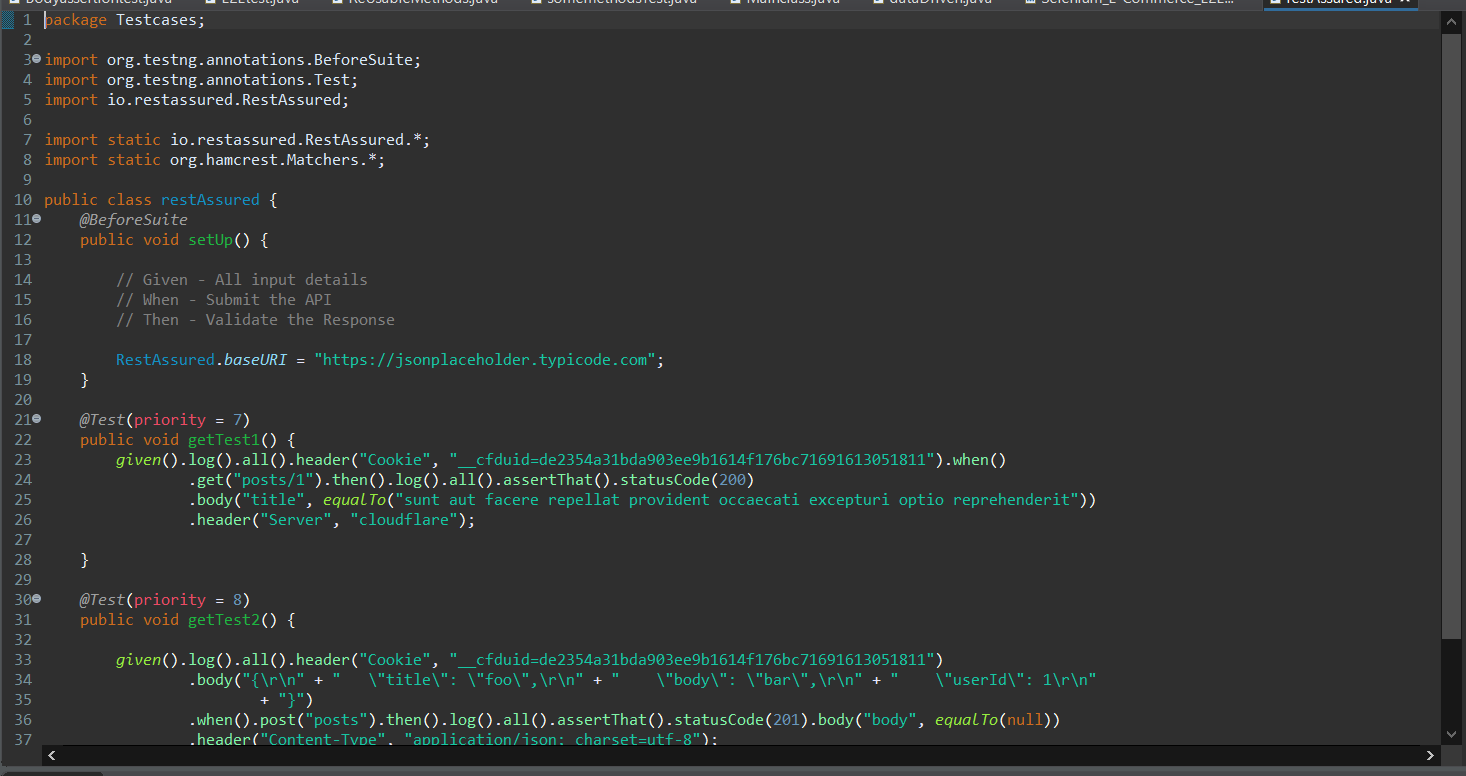 BodyassertionTest.java E2Etest.java ReUsableMethods.java SomemethodsTest.java Mainclass.java dataDriven.java Selenium_E-Commerce_E2E... restAssured.java
1 package Testcases;
2
3 import org.testng.annotations.BeforeSuite;
4 import org.testng.annotations.Test;
5 import io.restassured.RestAssured;
6
7 import static io.restassured.RestAssured.*;
8 import static org.hamcrest.Matchers.*;
9
10 public class restAssured {
11 @BeforeSuite
12 public void setUp() {
13
14 // Given - All input details
15 // When - Submit the API
16 // Then - Validate the Response
17
18 RestAssured.baseURI = "https://jsonplaceholder.typicode.com";
19 }
20
21 @Test(priority = 7)
22 public void getTest1() {
23 given().log().all().header("Cookie", "__cfduid=de2354a31bda903ee9b1614f176bc71691613051811").when()
24 .get("posts/1").then().log().all().assertThat().statusCode(200)
25 .body("title", equalTo("sunt aut facere repellat provident occaecati excepturi optio reprehenderit"))
26 .header("Server", "cloudflare");
27
28 }
29
30 @Test(priority = 8)
31 public void getTest2() {
32
33 given().log().all().header("Cookie", "__cfduid=de2354a31bda903ee9b1614f176bc71691613051811")
34 .body("{\r\n" + "   \"title\": \"foo\",\r\n" + "    \"body\": \"bar\",\r\n" + "    \"userId\": 1\r\n"
35 + "}")
36 .when().post("posts").then().log().all().assertThat().statusCode(201).body("body", equalTo(null))
37 .header("Content-Type", "application/json; charset=utf-8");